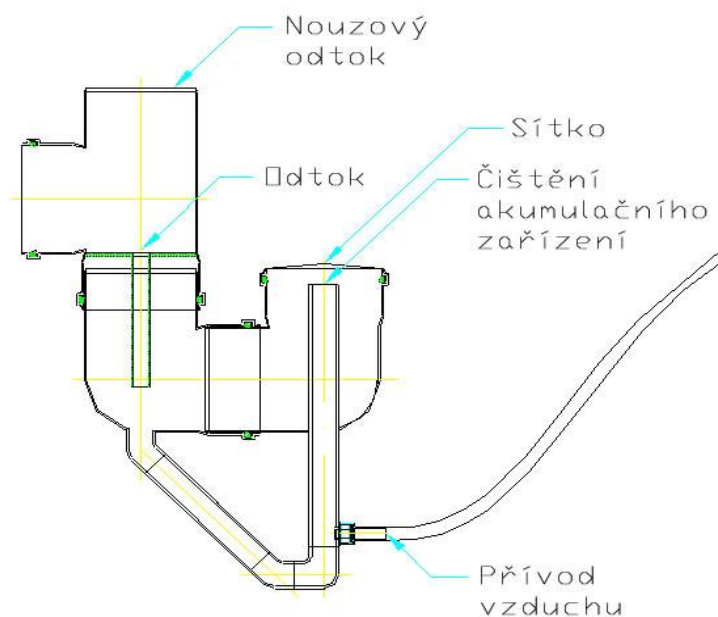 Nouzový
odtok
Sítko
Odtok
Čištění
akumulačního
zařízení
Přívod
vzduchu